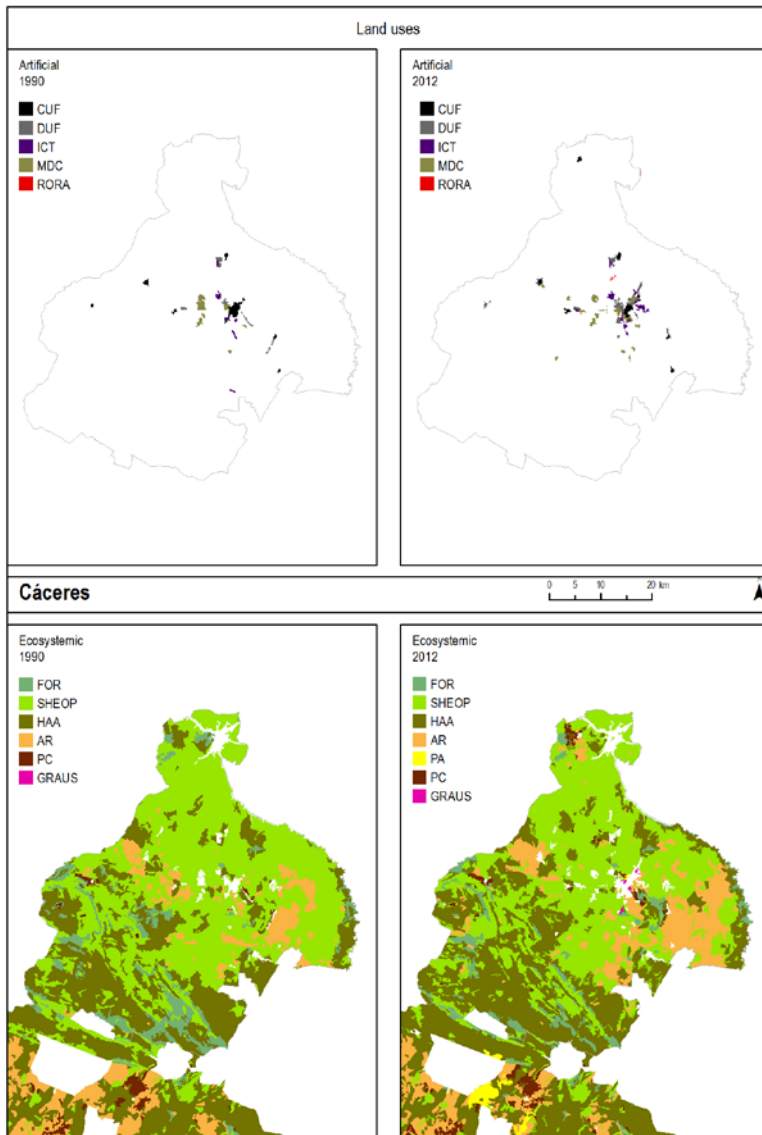 Land uses
Artificial
1990
CUF
DUF
ICT
MDC
RORA
Artificial
2012
CUF
DUF
ICT
MDC
RORA
Cáceres
0 5 10 20 km
Ecosystemic
1990
FOR
SHEOP
HAA
AR
PC
GRAUS
Ecosystemic
2012
FOR
SHEOP
HAA
AR
PA
PC
GRAUS